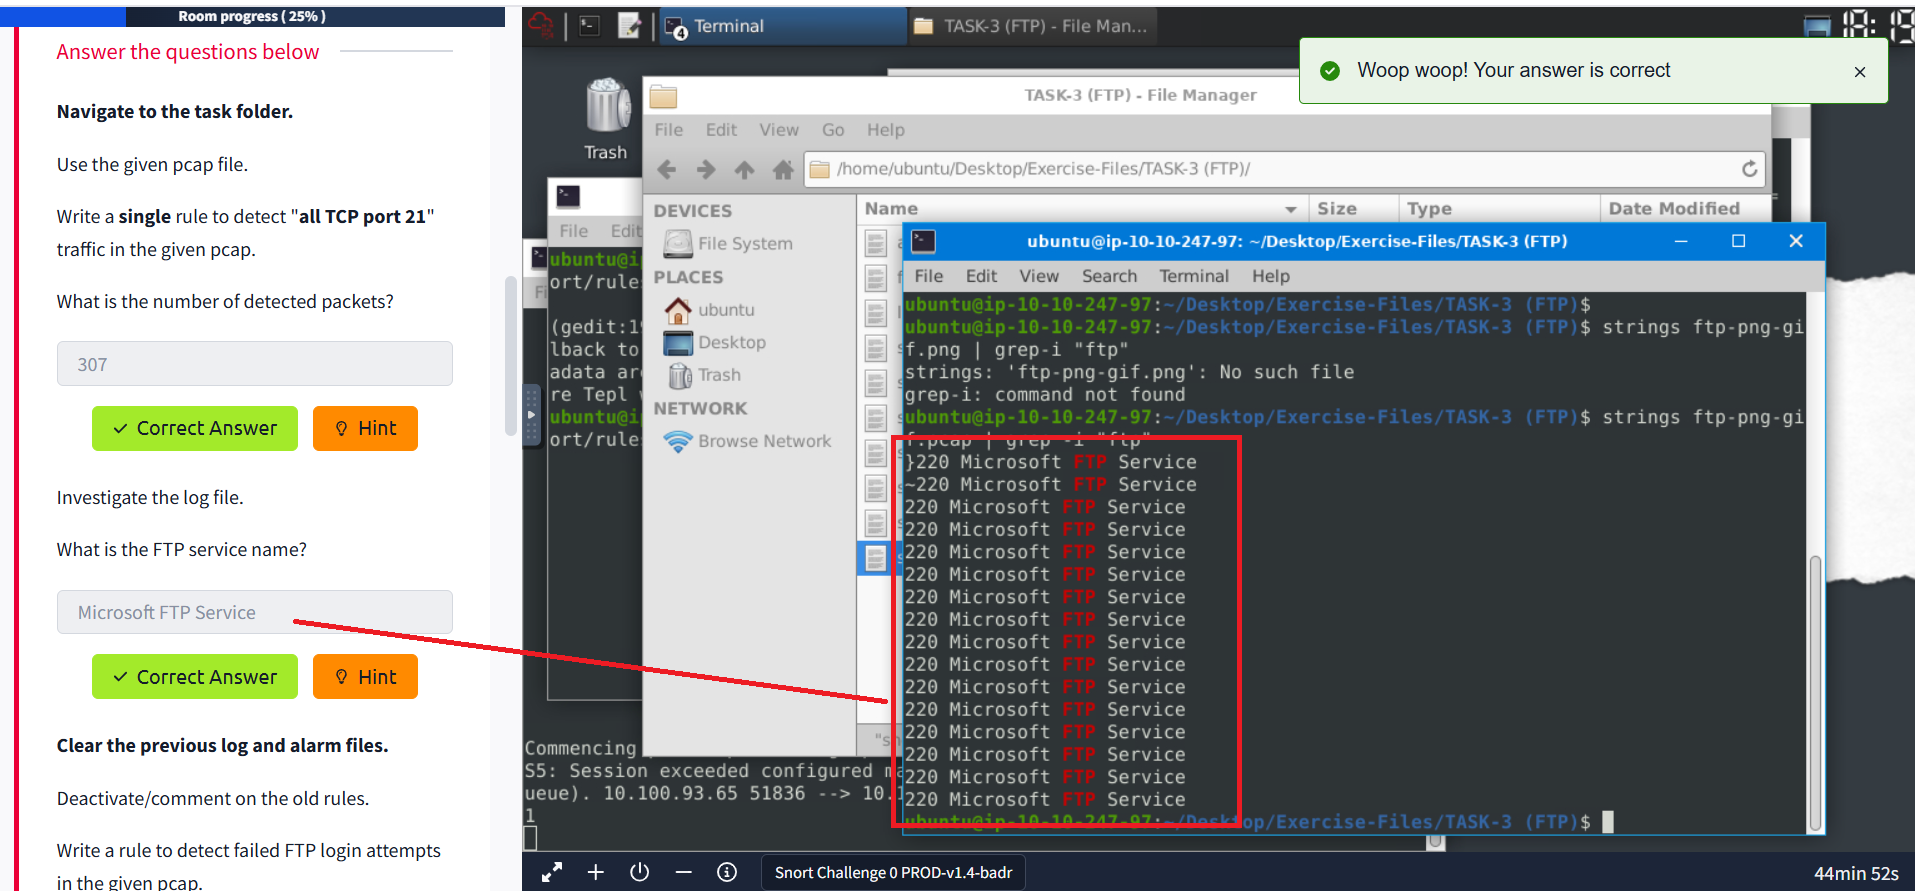 Room progress ( 25% )
Answer the questions below
Navigate to the task folder.
Use the given pcap file.
Write a single rule to detect "all TCP port 21"
traffic in the given pcap.
What is the number of detected packets?
307
Correct Answer
Hint
Investigate the log file.
What is the FTP service name?
Microsoft FTP Service
Correct Answer
Hint
Clear the previous log and alarm files.
Deactivate/comment on the old rules.
Write a rule to detect failed FTP login attempts
in the given pcap.
4 Terminal
TASK-3 (FTP) - File Man...
Woop woop! Your answer is correct
Trash
TASK-3 (FTP) - File Manager
File Edit View Go Help
/home/ubuntu/Desktop/Exercise-Files/TASK-3 (FTP)/
DEVICES
File System
PLACES
ubuntu
Desktop
Trash
NETWORK
Browse Network
Name Size Type Date Modified
File Edit
ubuntu@i
ort/rule
(gedit:1
lback to
adata ar
re Tepl
ubuntu@i
ort/rule
Commencing
S5: Session exceeded configured m
ueue). 10.100.93.65 51836 --> 10.
1
ubuntu@ip-10-10-247-97: ~/Desktop/Exercise-Files/TASK-3 (FTP)
File Edit View Search Terminal Help
ubuntu@ip-10-10-247-97:~/Desktop/Exercise-Files/TASK-3 (FTP)$
ubuntu@ip-10-10-247-97:~/Desktop/Exercise-Files/TASK-3 (FTP)$ strings ftp-png-gi
f.png | grep-i "ftp"
strings: 'ftp-png-gif.png': No such file
grep-i: command not found
ubuntu@ip-10-10-247-97:~/Desktop/Exercise-Files/TASK-3 (FTP)$ strings ftp-png-gi
f.pcap | grep -i "ftp"
}220 Microsoft FTP Service
~220 Microsoft FTP Service
220 Microsoft FTP Service
220 Microsoft FTP Service
220 Microsoft FTP Service
220 Microsoft FTP Service
220 Microsoft FTP Service
220 Microsoft FTP Service
220 Microsoft FTP Service
220 Microsoft FTP Service
220 Microsoft FTP Service
220 Microsoft FTP Service
220 Microsoft FTP Service
220 Microsoft FTP Service
220 Microsoft FTP Service
220 Microsoft FTP Service
ubuntu@ip-10-10-247-97:~/Desktop/Exercise-Files/TASK-3 (FTP)$
Snort Challenge 0 PROD-v1.4-badr
44min 52s